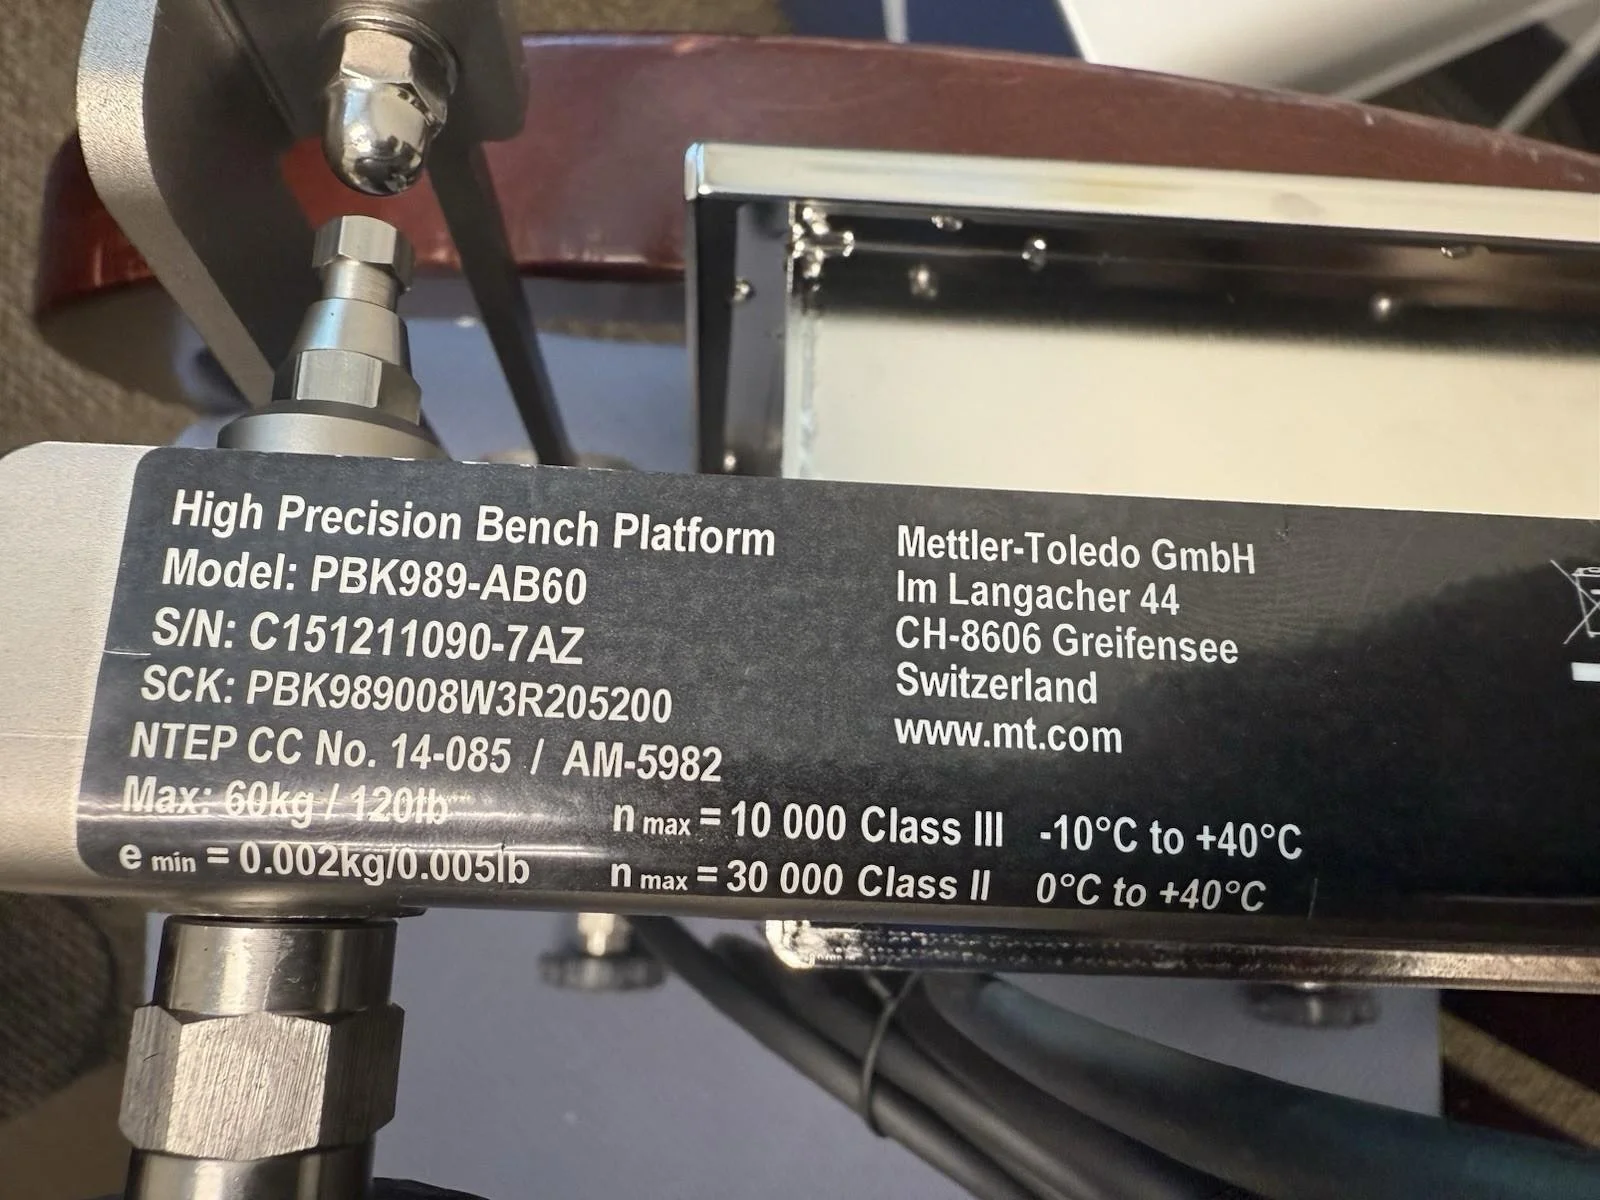 High Precision Bench Platform
Model: PBK989-AB60
S/N: C151211090-7AZ
SCK: PBK989008W3R205200
NTEP CC No. 14-085 / AM-5982
Max: 60kg / 120lb
e min = 0.002kg/0.005lb
n max = 10 000 Class III -10°C to +40°C
n max = 30 000 Class II 0°C to +40°C
Mettler-Toledo GmbH
Im Langacher 44
CH-8606 Greifensee
Switzerland
www.mt.com